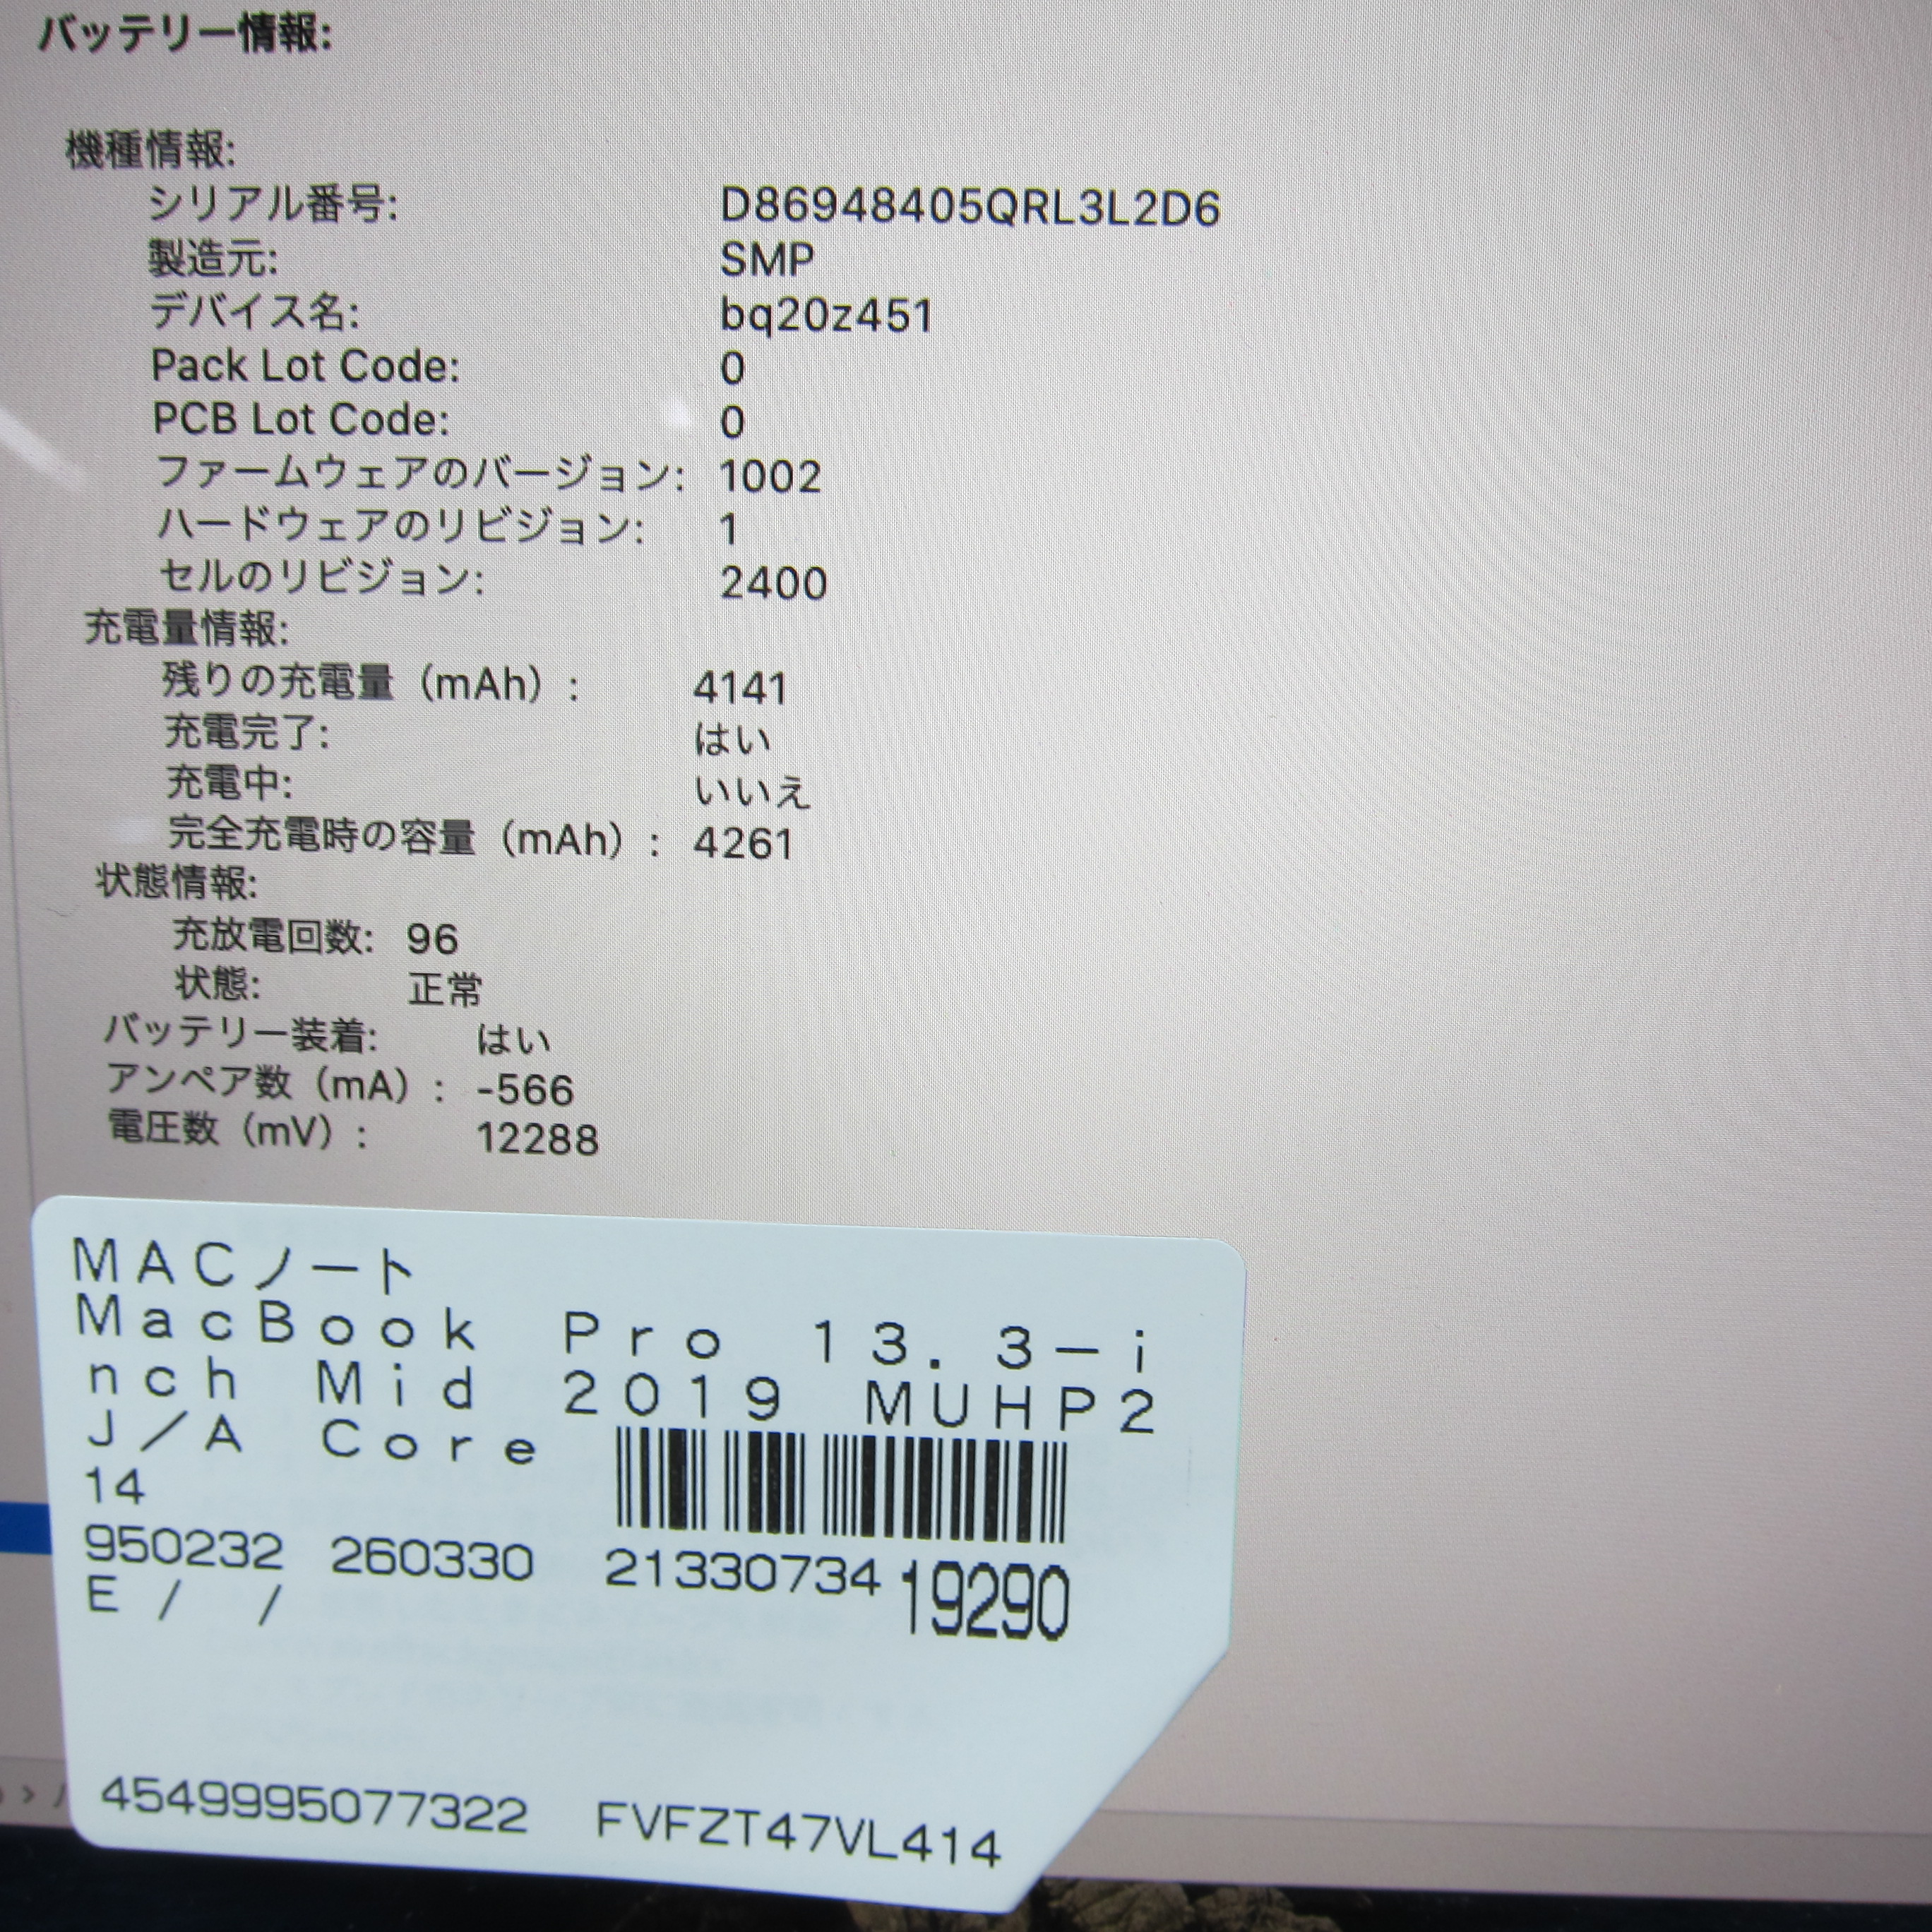 バッテリー情報:
機種情報:
シリアル番号: D86948405QRL3L2D6
製造元: SMP
デバイス名: bq20z451
Pack Lot Code: 0
PCB Lot Code: 0
ファームウェアのバージョン: 1002
ハードウェアのリビジョン: 1
セルのリビジョン: 2400
充電量情報:
残りの充電量（mAh）: 4141
充電完了: はい
充電中: いいえ
完全充電時の容量（mAh）: 4261
状態情報:
充放電回数: 96
状態: 正常
バッテリー装着: はい
アンペア数（mA）: -566
電圧数（mV）: 12288
ＭＡＣノート
ＭａｃＢｏｏｋ　Ｐｒｏ　１３．３－ｉ
ｎｃｈ　Ｍｉｄ　２０１９　ＭＵＨＰ２
Ｊ／Ａ　Ｃｏｒｅ
14
950232 260330 21330734 19290
E / /
4549995077322 FVFZT47VL414